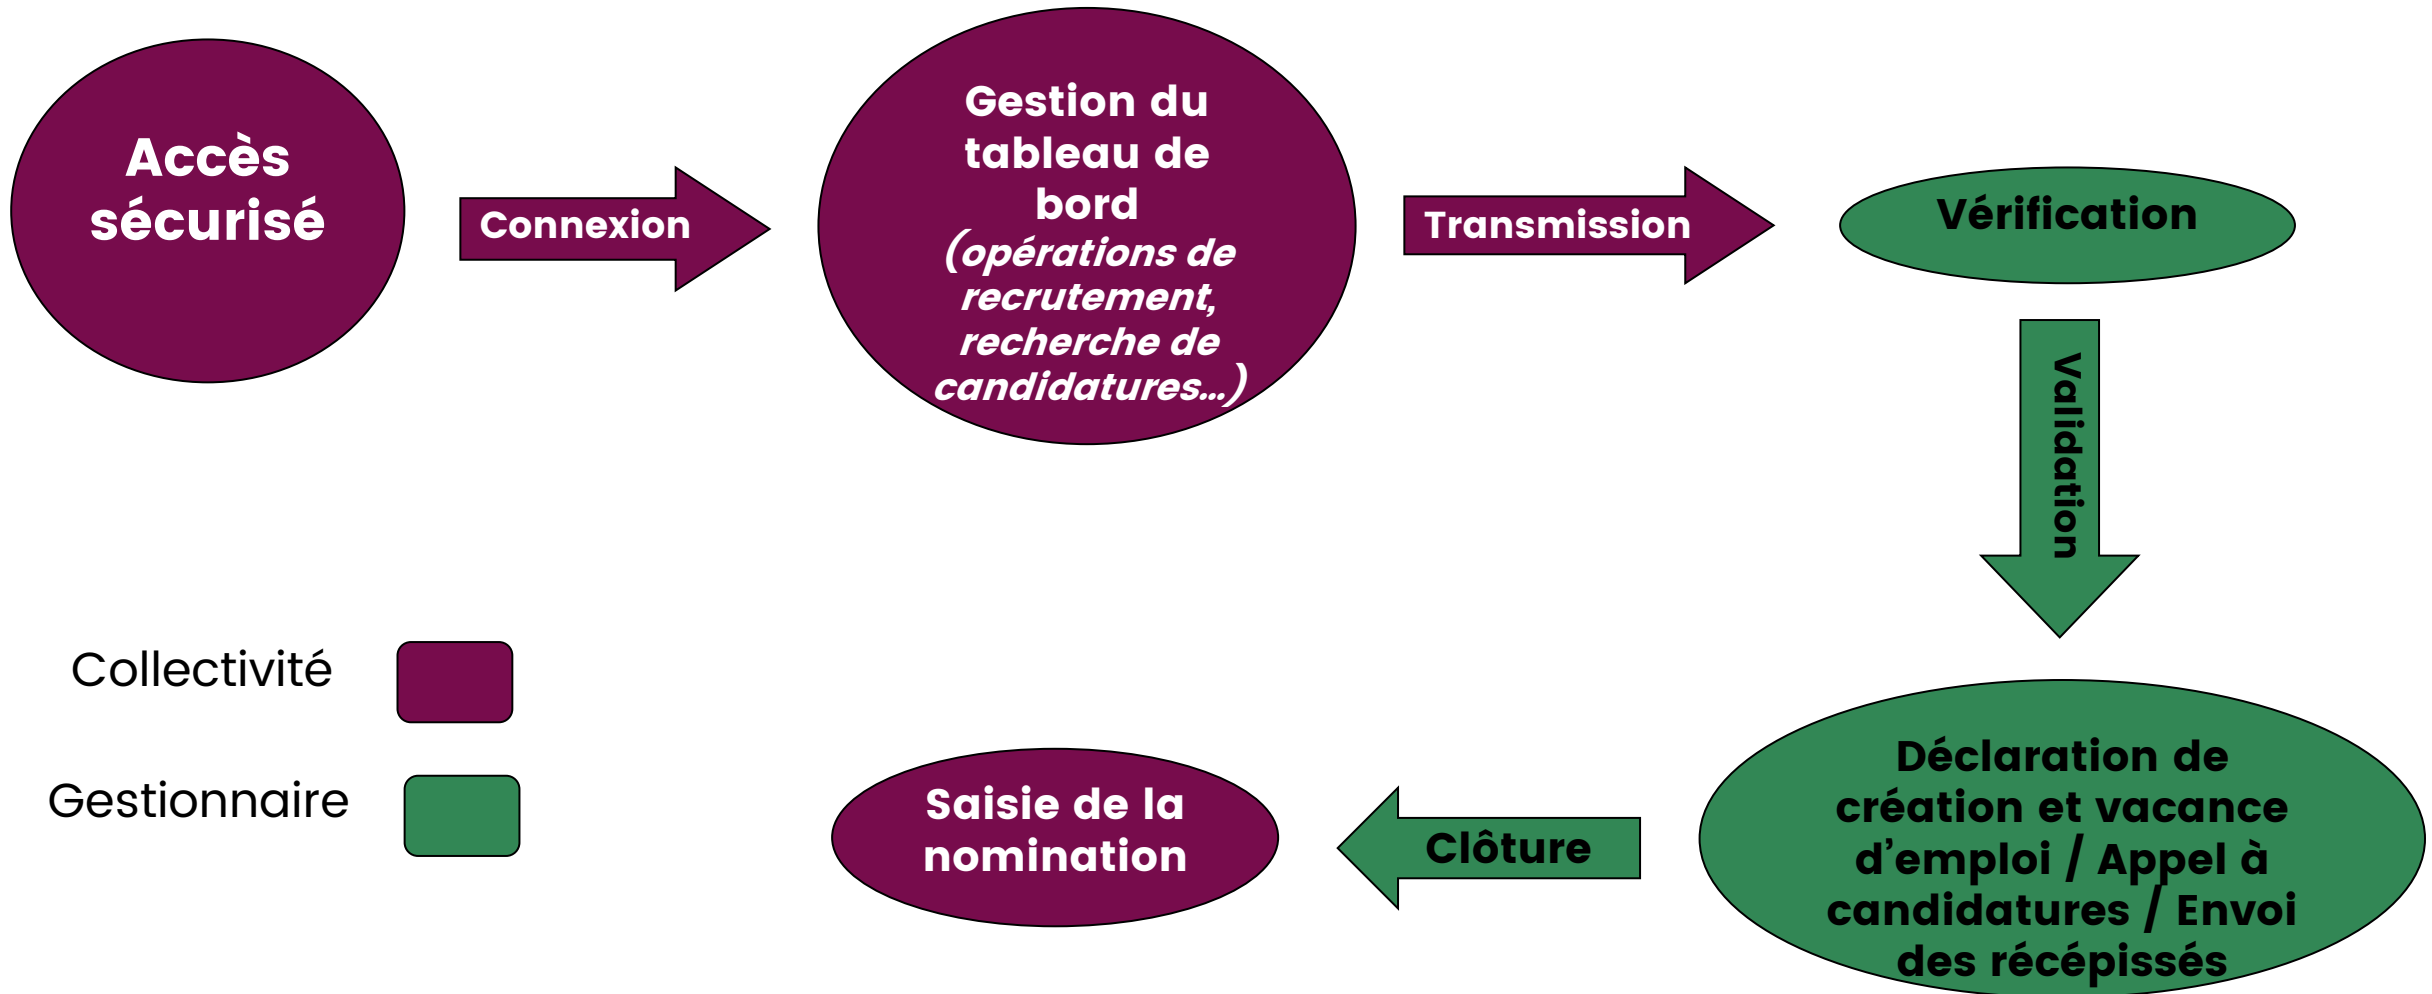 Accès
sécurisé
Connexion
Gestion du
tableau de
bord
(opérations de
recrutement,
recherche de
candidatures...)
Transmission
Vérification
Validation
Déclaration de
création et vacance
d’emploi / Appel à
candidatures / Envoi
des récépissés
Clôture
Saisie de la
nomination
Collectivité
Gestionnaire